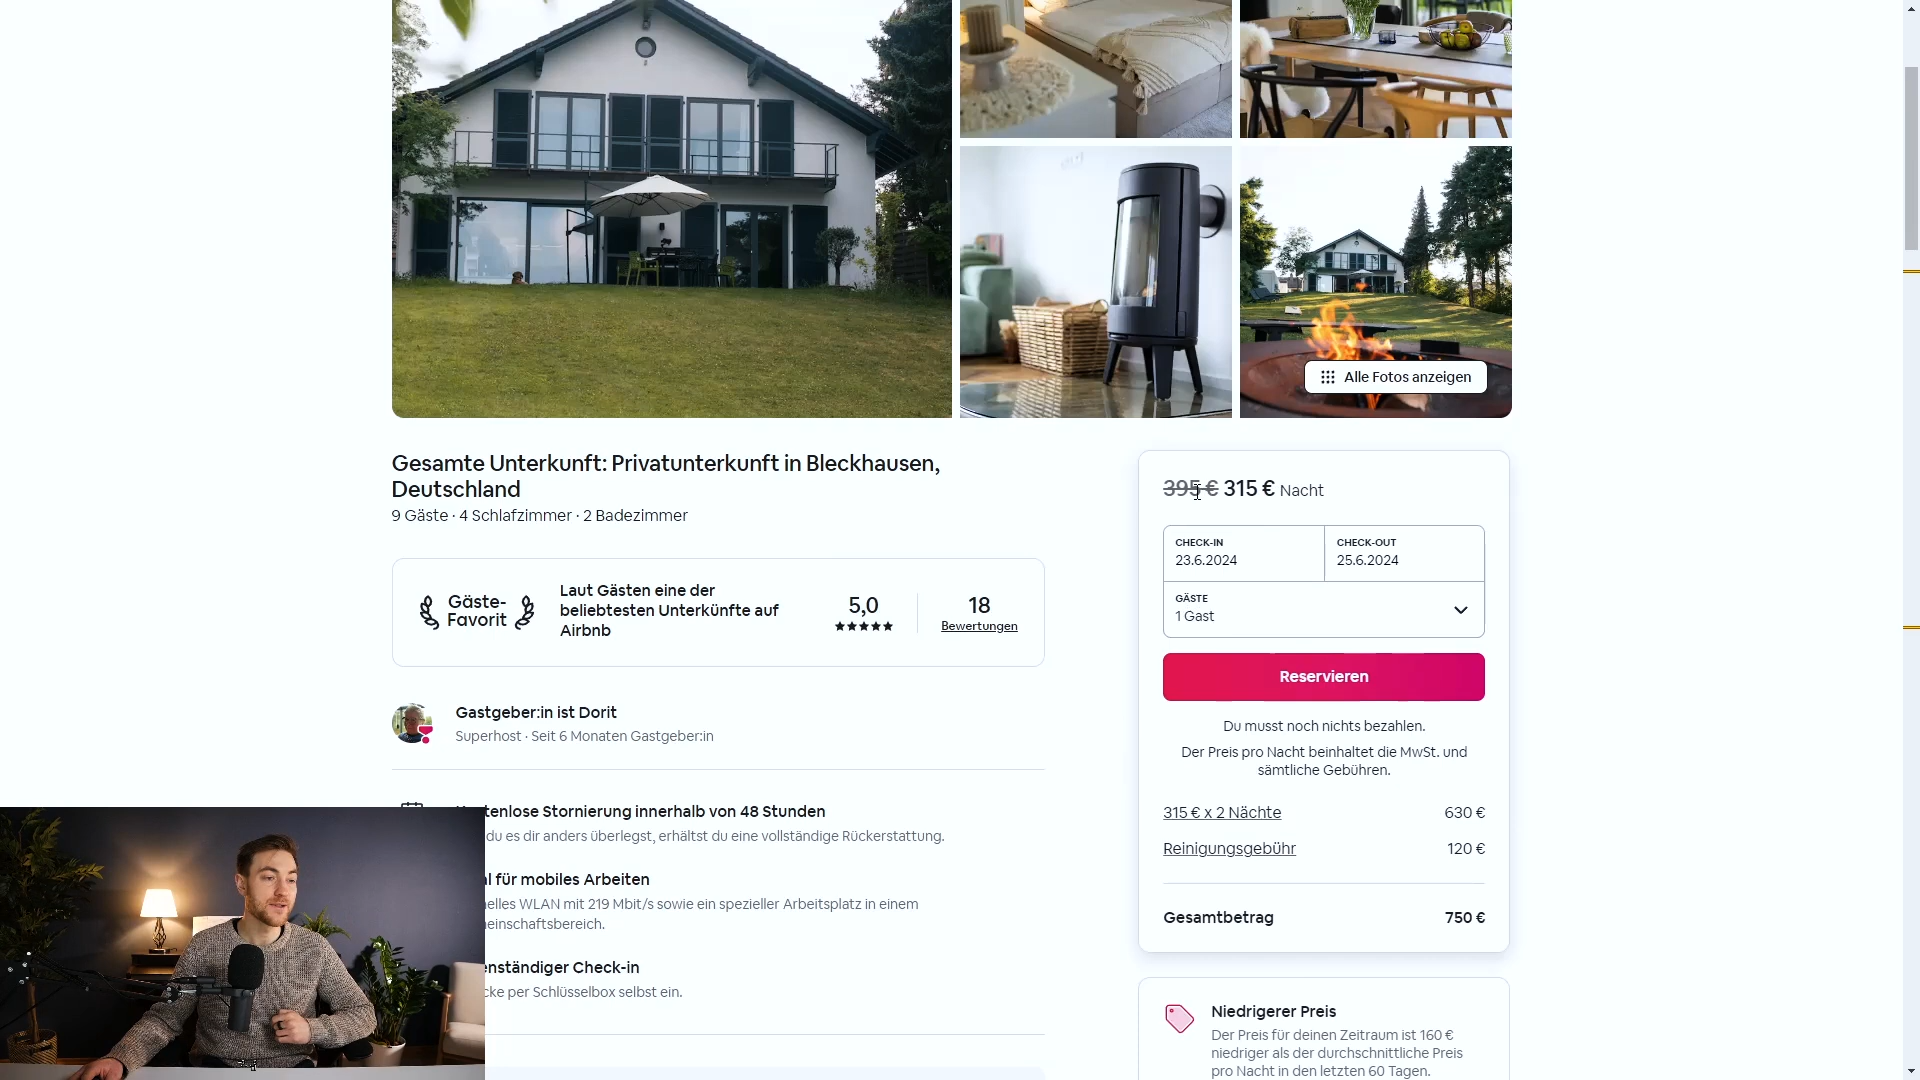 Alle Fotos anzeigen
Gesamte Unterkunft: Privatunterkunft in Bleckhausen,
Deutschland
9 Gäste · 4 Schlafzimmer · 2 Badezimmer
Gäste-
Favorit
Laut Gästen eine der
beliebtesten Unterkünfte auf
Airbnb
5,0
18
Bewertungen
Gastgeber:in ist Dorit
Superhost · Seit 6 Monaten Gastgeber:in
Stornierung innerhalb von 48 Stunden
du es dir anders überlegst, erhältst du eine vollständige Rückerstattung.
für mobiles Arbeiten
WLAN mit 219 Mbit/s sowie ein spezieller Arbeitsplatz in einem
Check-in
per Schlüsselbox selbst ein.
395 € 315 € Nacht
CHECK-IN
23.6.2024
CHECK-OUT
25.6.2024
GÄSTE
1 Gast
Reservieren
Du musst noch nichts bezahlen.
Der Preis pro Nacht beinhaltet die MwSt. und
sämtliche Gebühren.
315 € x 2 Nächte 630 €
Reinigungsgebühr 120 €
Gesamtbetrag 750 €
Niedrigerer Preis
Der Preis für deinen Zeitraum ist 160 €
niedriger als der durchschnittliche Preis
pro Nacht in den letzten 60 Tagen.